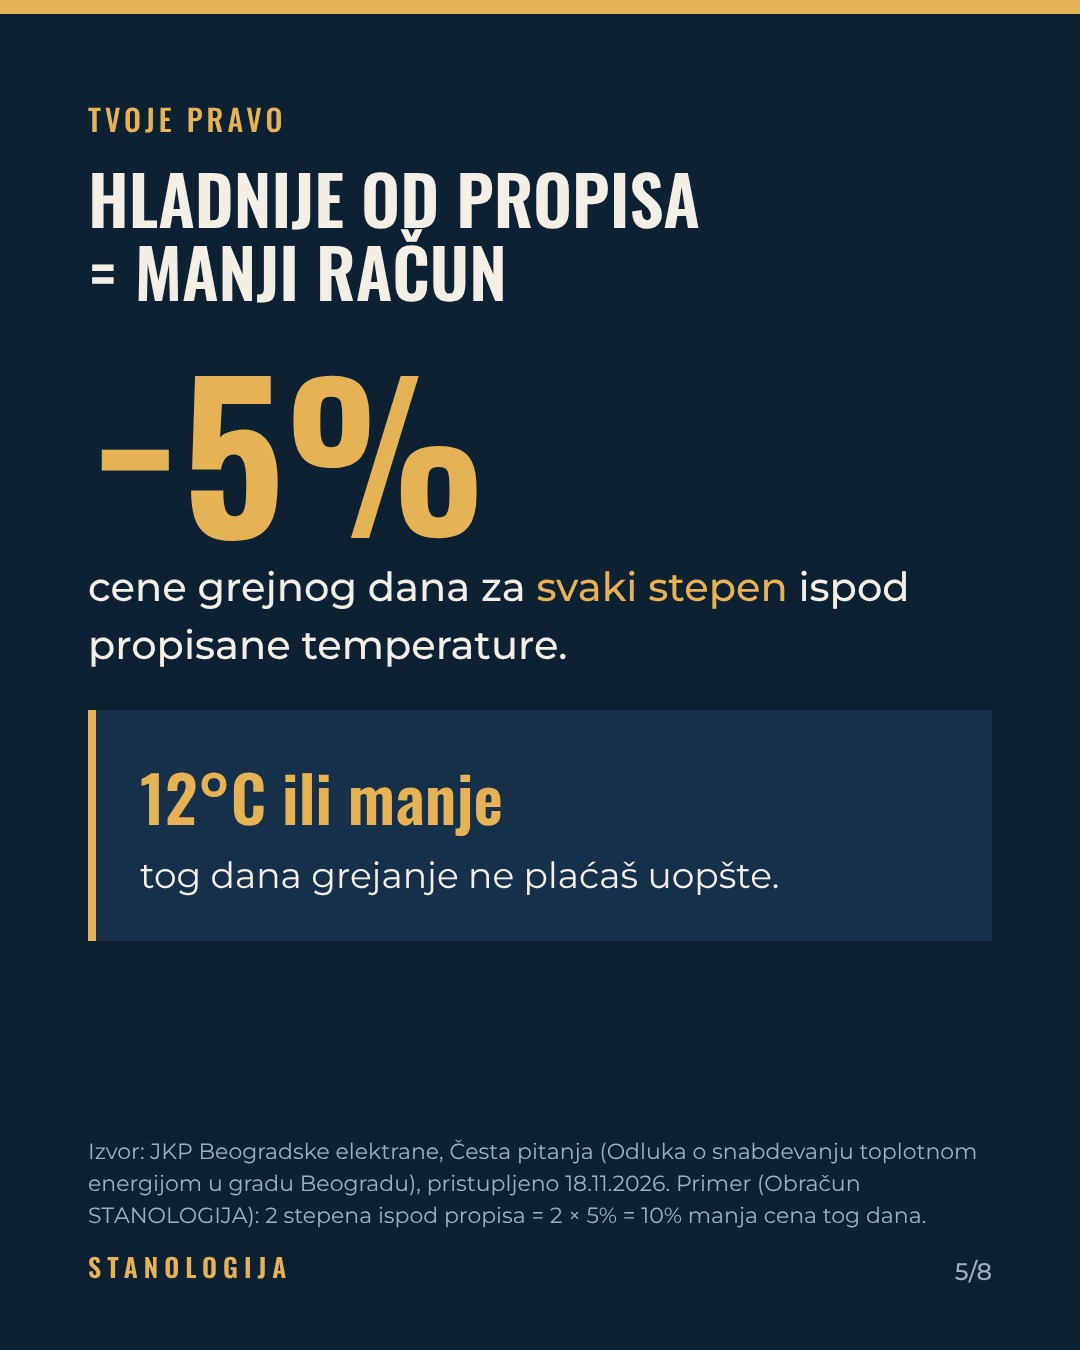 TVOJE PRAVO
HLADNIJE OD PROPISA
= MANJI RAČUN
−5%
cene grejnog dana za svaki stepen ispod
propisane temperature.
12°C ili manje
tog dana grejanje ne plaćaš uopšte.
Izvor: JKP Beogradske elektrane, Česta pitanja (Odluka o snabdevanju toplotnom
energijom u gradu Beogradu), pristupljeno 18.11.2026. Primer (Obračun
STANOLOGIJA): 2 stepena ispod propisa = 2 × 5% = 10% manja cena tog dana.
STANOLOGIJA
5/8